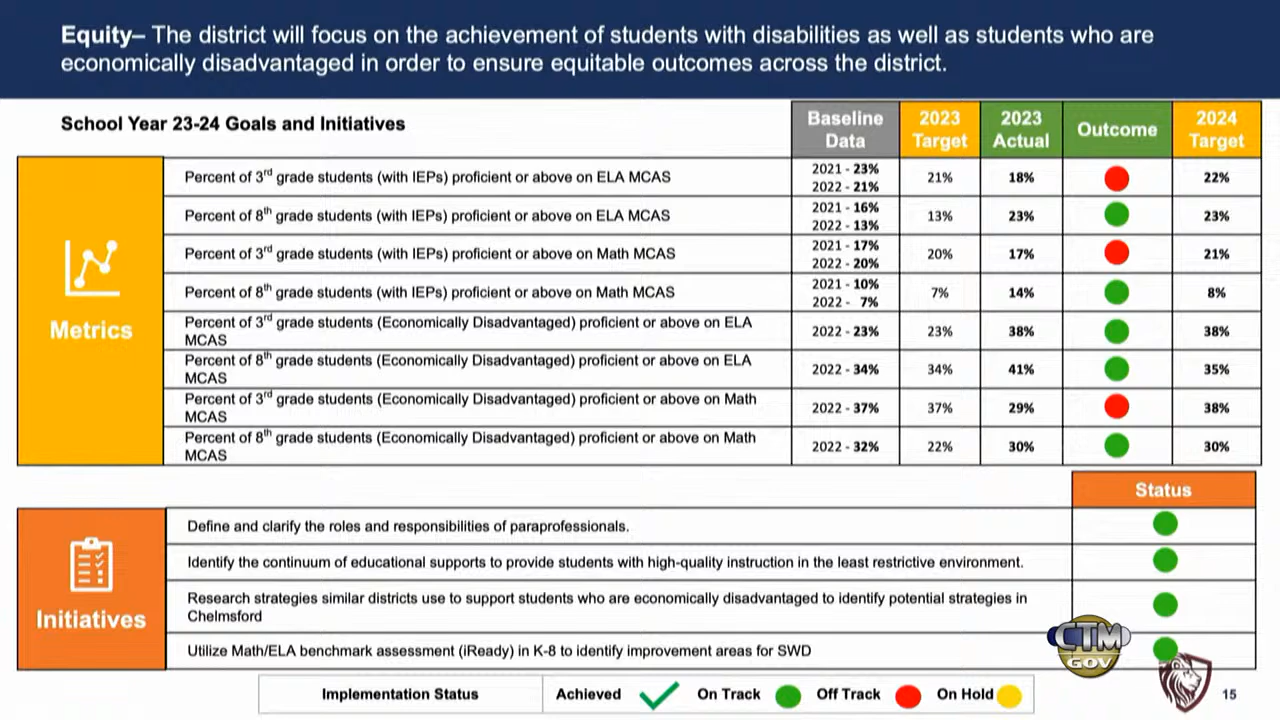 Equity– The district will focus on the achievement of students with disabilities as well as students who are
economically disadvantaged in order to ensure equitable outcomes across the district.
School Year 23-24 Goals and Initiatives
Baseline Data 2023 Target 2023 Actual Outcome 2024 Target
Metrics
Percent of 3rd grade students (with IEPs) proficient or above on ELA MCAS 2021 - 23% 2022 - 21% 21% 18% 22%
Percent of 8th grade students (with IEPs) proficient or above on ELA MCAS 2021 - 16% 2022 - 13% 13% 23% 23%
Percent of 3rd grade students (with IEPs) proficient or above on Math MCAS 2021 - 17% 2022 - 20% 20% 17% 21%
Percent of 8th grade students (with IEPs) proficient or above on Math MCAS 2021 - 10% 2022 - 7% 7% 14% 8%
Percent of 3rd grade students (Economically Disadvantaged) proficient or above on ELA
MCAS 2022 - 23% 23% 38% 38%
Percent of 8th grade students (Economically Disadvantaged) proficient or above on ELA
MCAS 2022 - 34% 34% 41% 35%
Percent of 3rd grade students (Economically Disadvantaged) proficient or above on Math
MCAS 2022 - 37% 37% 29% 38%
Percent of 8th grade students (Economically Disadvantaged) proficient or above on Math
MCAS 2022 - 32% 22% 30% 30%
Status
Initiatives
Define and clarify the roles and responsibilities of paraprofessionals.
Identify the continuum of educational supports to provide students with high-quality instruction in the least restrictive environment.
Research strategies similar districts use to support students who are economically disadvantaged to identify potential strategies in
Chelmsford
Utilize Math/ELA benchmark assessment (iReady) in K-8 to identify improvement areas for SWD
CTM
GOV
Implementation Status Achieved On Track Off Track On Hold
15